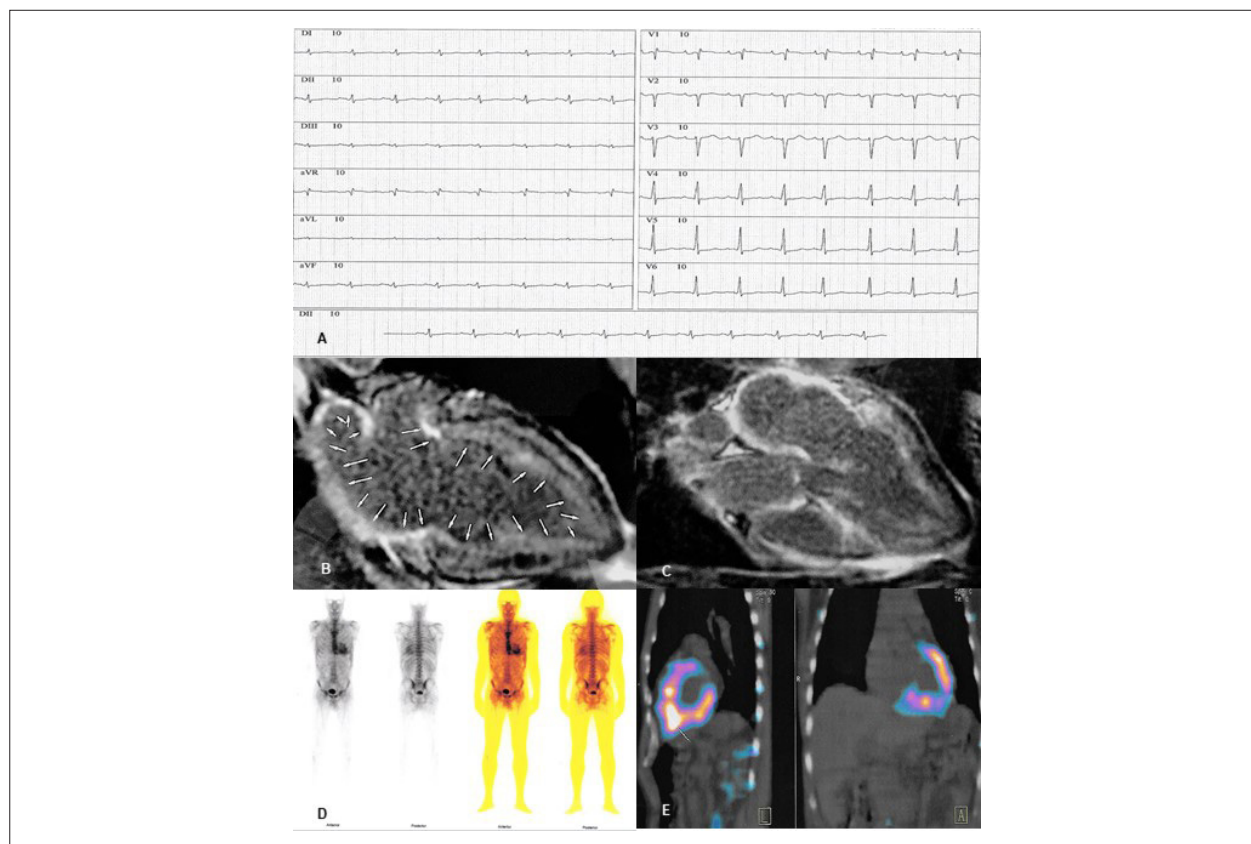 DI 10
DII 10
DIII 10
aVR 10
aVL 10
aVF 10
V1 10
V2 10
V3 10
V4 10
V5 10
V6 10
DII 10
A
B
C
D
Anterior Posterior Anterior Posterior
E
L
A